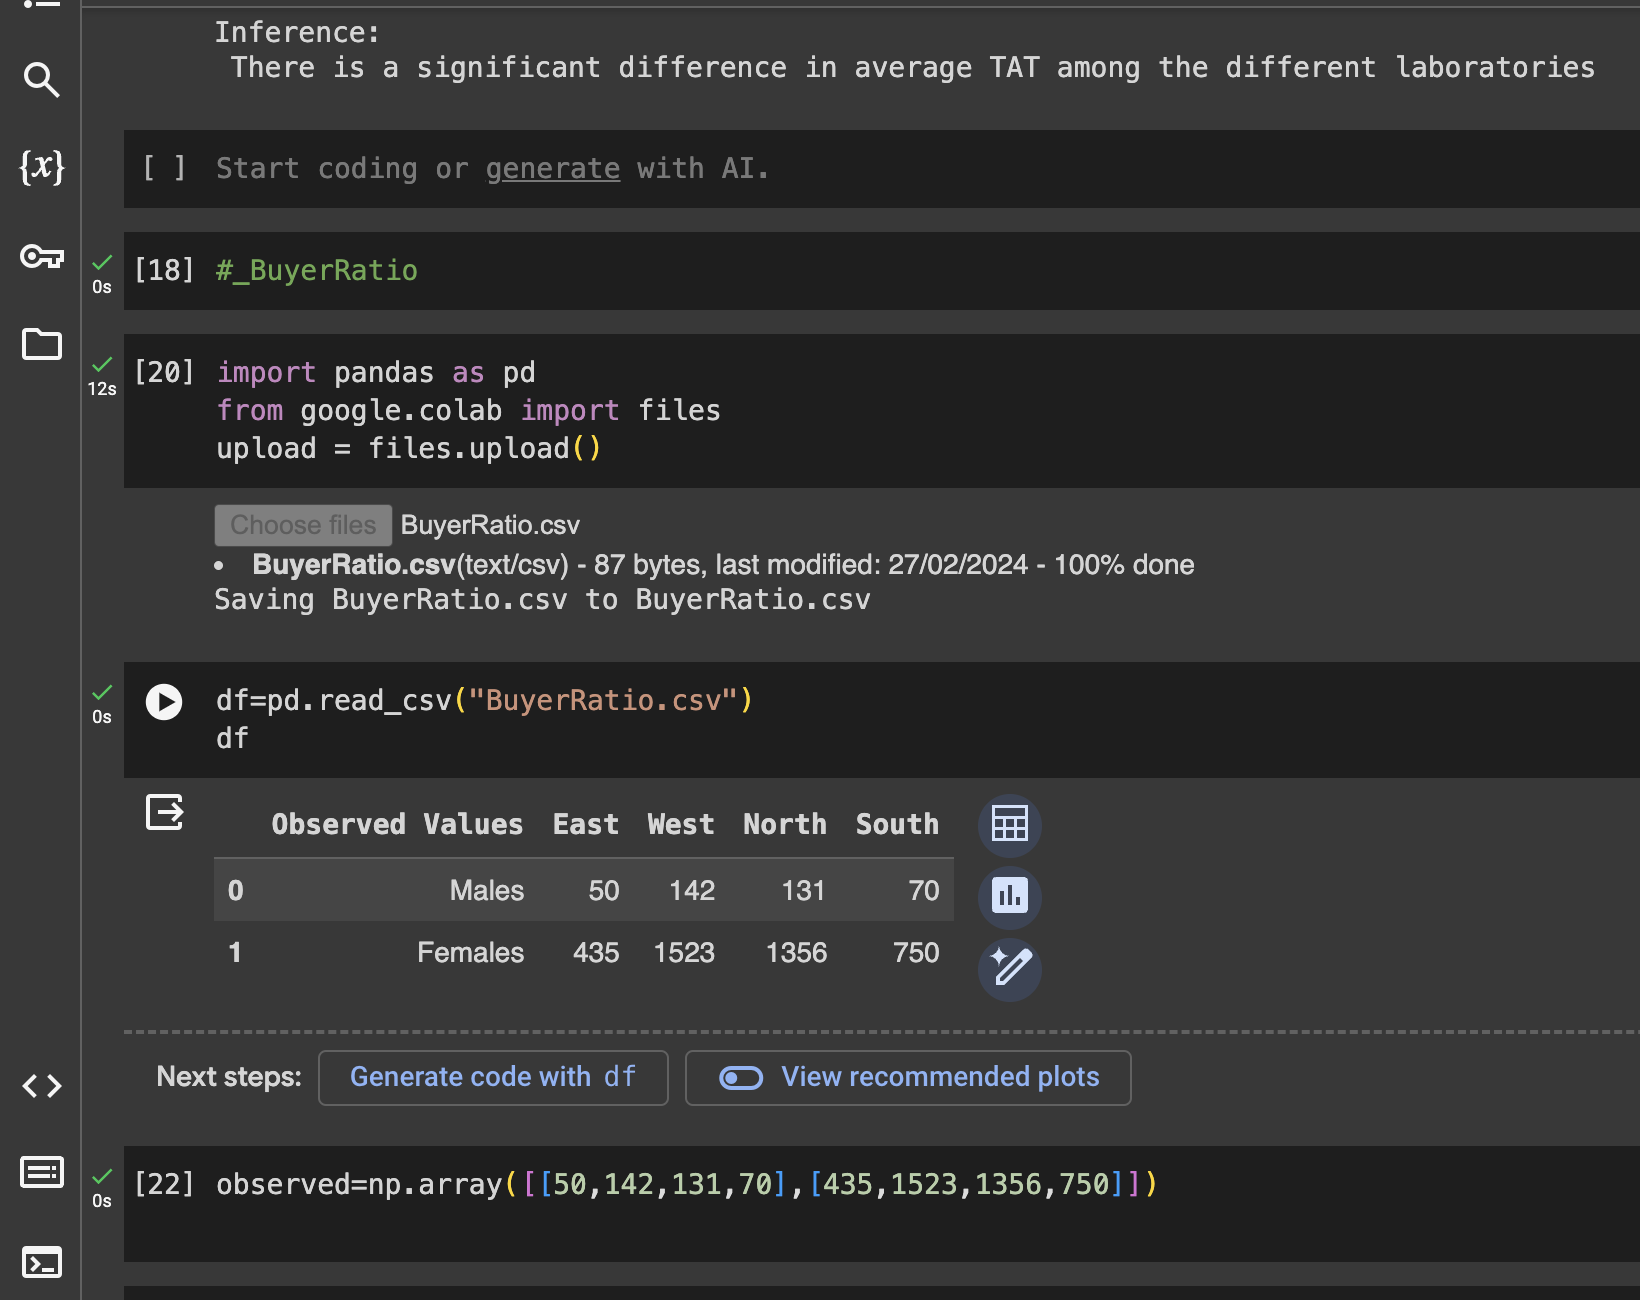 Inference:
There is a significant difference in average TAT among the different laboratories
[ ] Start coding or generate with AI.
[18] #_BuyerRatio
0s
[20] import pandas as pd
12s
from google.colab import files
upload = files.upload()
Choose files BuyerRatio.csv
• BuyerRatio.csv(text/csv) - 87 bytes, last modified: 27/02/2024 - 100% done
Saving BuyerRatio.csv to BuyerRatio.csv
df=pd.read_csv("BuyerRatio.csv")
0s
df
Observed Values East West North South
0 Males 50 142 131 70
1 Females 435 1523 1356 750
Next steps: Generate code with df View recommended plots
[22] observed=np.array([[50,142,131,70],[435,1523,1356,750]])
0s
{x}